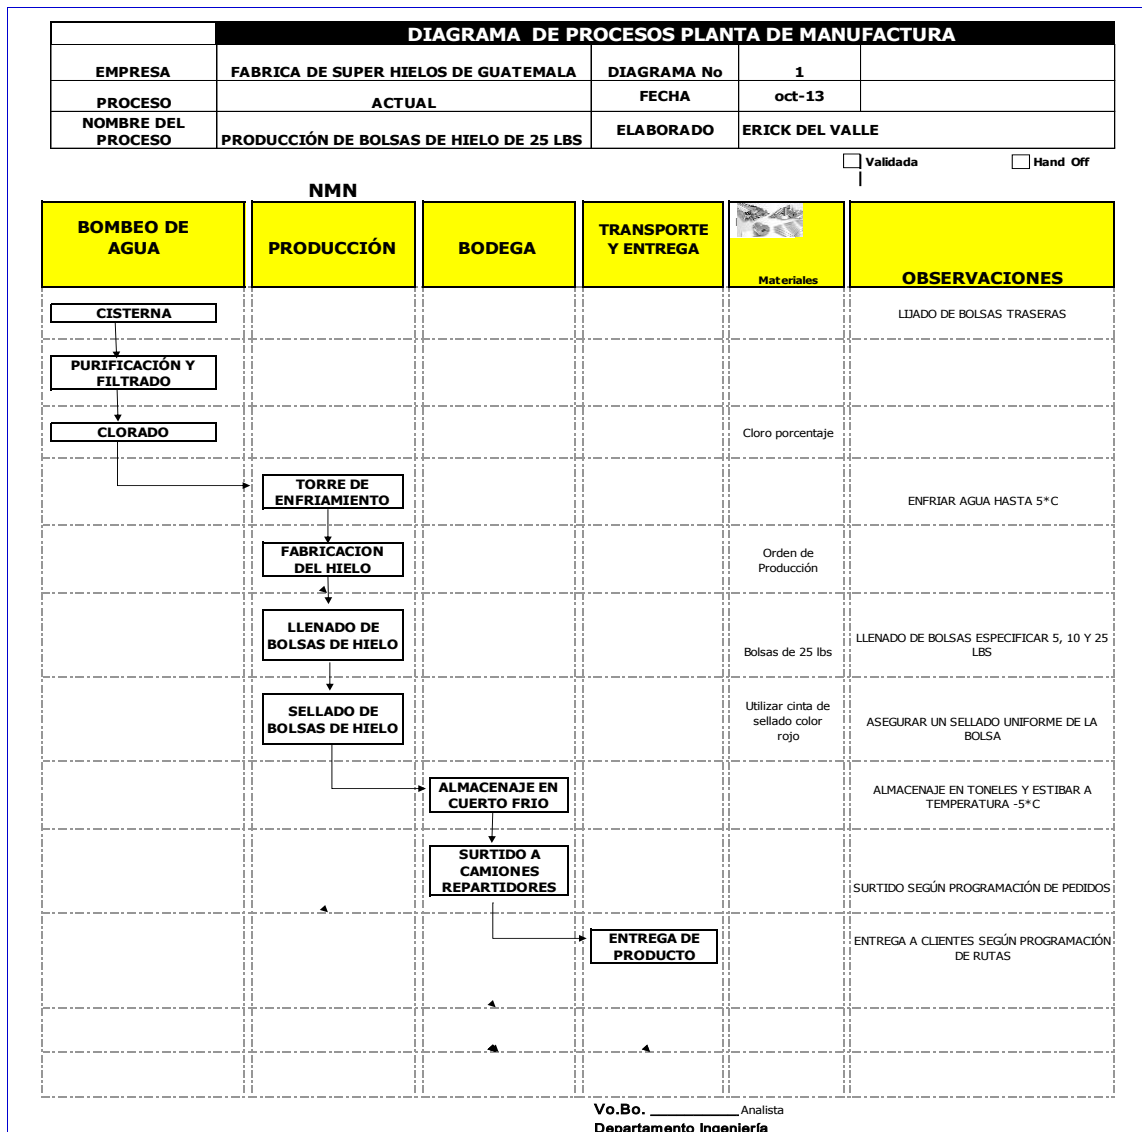 DIAGRAMA DE PROCESOS PLANTA DE MANUFACTURA
EMPRESA
FABRICA DE SUPER HIELOS DE GUATEMALA
DIAGRAMA No
1
PROCESO
ACTUAL
FECHA
oct-13
NOMBRE DEL
PROCESO
PRODUCCIÓN DE BOLSAS DE HIELO DE 25 LBS
ELABORADO
ERICK DEL VALLE
Validada
Hand Off
NMN
BOMBEO DE
AGUA
PRODUCCIÓN
BODEGA
TRANSPORTE
Y ENTREGA
Materiales
OBSERVACIONES
CISTERNA
LIJADO DE BOLSAS TRASERAS
PURIFICACIÓN Y
FILTRADO
CLORADO
Cloro porcentaje
TORRE DE
ENFRIAMIENTO
ENFRIAR AGUA HASTA 5*C
FABRICACION
DEL HIELO
Orden de
Producción
LLENADO DE
BOLSAS DE HIELO
Bolsas de 25 lbs
LLENADO DE BOLSAS ESPECIFICAR 5, 10 Y 25
LBS
SELLADO DE
BOLSAS DE HIELO
Utilizar cinta de
sellado color
rojo
ASEGURAR UN SELLADO UNIFORME DE LA
BOLSA
ALMACENAJE EN
CUERTO FRIO
ALMACENAJE EN TONELES Y ESTIBAR A
TEMPERATURA -5*C
SURTIDO A
CAMIONES
REPARTIDORES
SURTIDO SEGÚN PROGRAMACIÓN DE PEDIDOS
ENTREGA DE
PRODUCTO
ENTREGA A CLIENTES SEGÚN PROGRAMACIÓN
DE RUTAS
Vo.Bo. ____________ Analista
Departamento Ingeniería